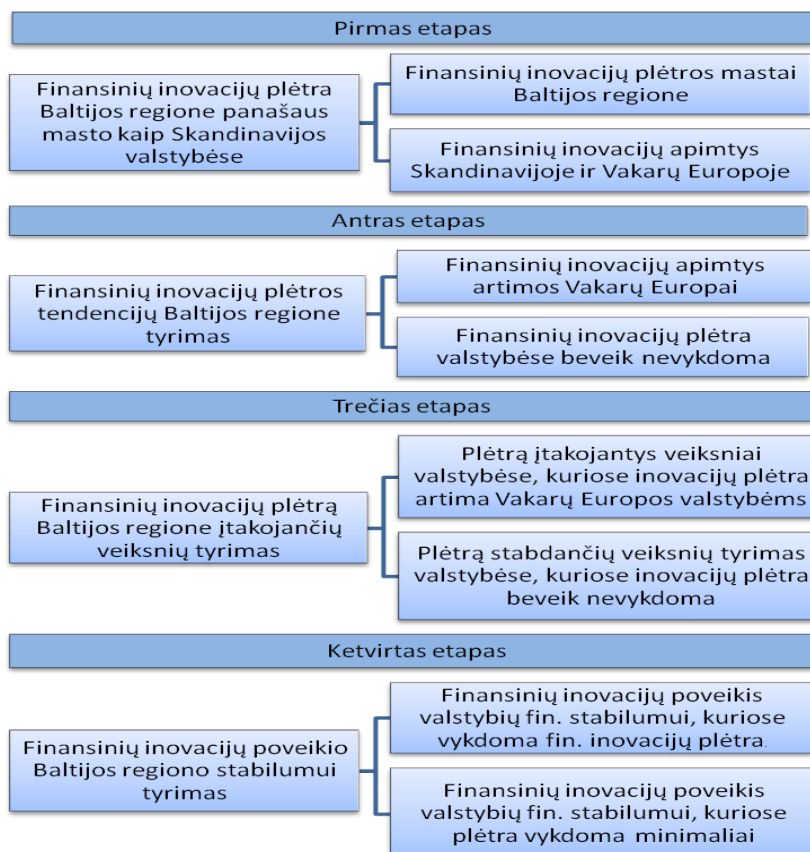 Pirmas etapas
Finansinių inovacijų plėtra
Baltijos regione panašaus
masto kaip Skandinavijos
valstybėse
Finansinių inovacijų plėtros mastai
Baltijos regione
Finansinių inovacijų apimtys
Skandinavijoje ir Vakarų Europoje
Antras etapas
Finansinių inovacijų plėtros
tendencijų Baltijos regione
tyrimas
Finansinių inovacijų apimtys
artimos Vakarų Europai
Finansinių inovacijų plėtra
valstybėse beveik nevykdoma
Trečias etapas
Finansinių inovacijų plėtrą
Baltijos regione įtakojančių
veiksnių tyrimas
Plėtrą įtakojantys veiksniai
valstybėse, kuriose inovacijų plėtra
artima Vakarų Europos valstybėms
Plėtrą stabdančių veiksnių tyrimas
valstybėse, kuriose inovacijų plėtra
beveik nevykdoma
Ketvirtas etapas
Finansinių inovacijų poveikio
Baltijos regiono stabilumui
tyrimas
Finansinių inovacijų poveikis
valstybių fin. stabilumui, kuriose
vykdoma fin. inovacijų plėtra.
Finansinių inovacijų poveikis
valstybių fin. stabilumui, kuriose
plėtra vykdoma minimaliai